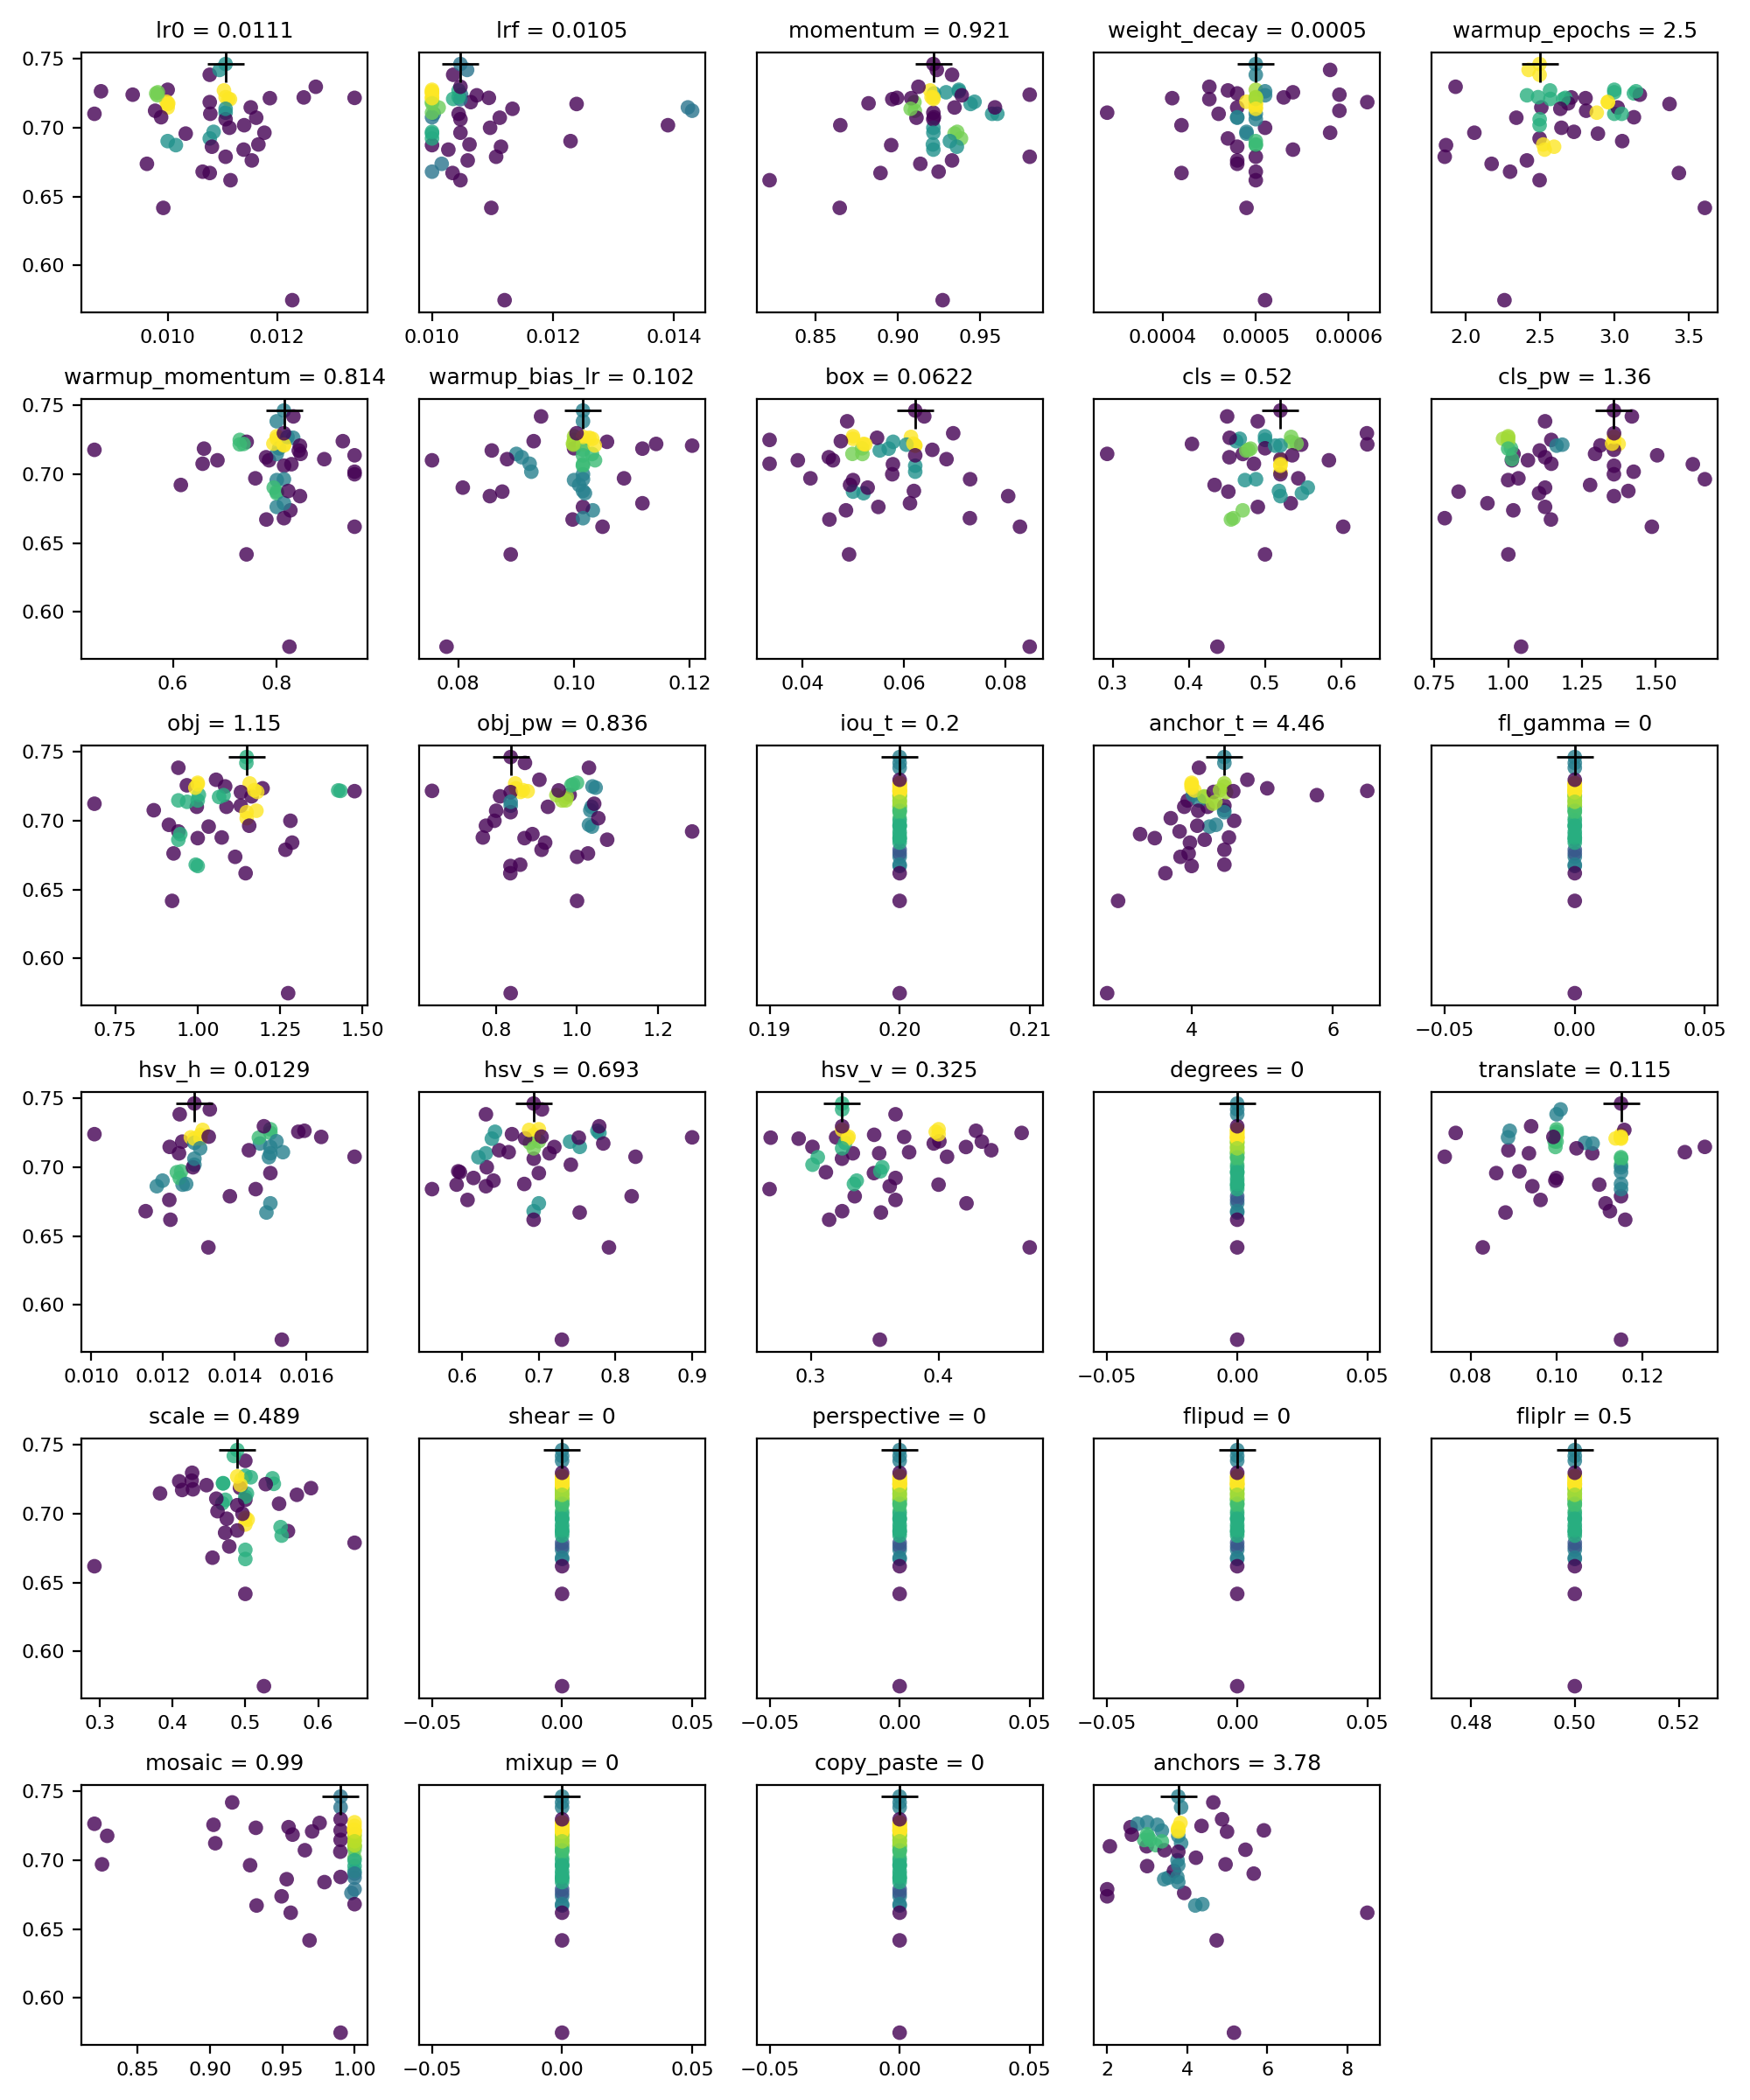 lr0 = 0.0111 lrf = 0.0105 momentum = 0.921 weight_decay = 0.0005 warmup_epochs = 2.5
0.75
0.70
0.65
0.60
0.010 0.012 0.010 0.012 0.014 0.85 0.90 0.95 0.0004 0.0005 0.0006 2.0 2.5 3.0 3.5
warmup_momentum = 0.814 warmup_bias_lr = 0.102 box = 0.0622 cls = 0.52 cls_pw = 1.36
0.75
0.70
0.65
0.60
0.6 0.8 0.08 0.10 0.12 0.04 0.06 0.08 0.3 0.4 0.5 0.6 0.75 1.00 1.25 1.50
obj = 1.15 obj_pw = 0.836 iou_t = 0.2 anchor_t = 4.46 fl_gamma = 0
0.75
0.70
0.65
0.60
0.75 1.00 1.25 1.50 0.8 1.0 1.2 0.19 0.20 0.21 4 6 −0.05 0.00 0.05
hsv_h = 0.0129 hsv_s = 0.693 hsv_v = 0.325 degrees = 0 translate = 0.115
0.75
0.70
0.65
0.60
0.010 0.012 0.014 0.016 0.6 0.7 0.8 0.9 0.3 0.4 −0.05 0.00 0.05 0.08 0.10 0.12
scale = 0.489 shear = 0 perspective = 0 flipud = 0 fliplr = 0.5
0.75
0.70
0.65
0.60
0.3 0.4 0.5 0.6 −0.05 0.00 0.05 −0.05 0.00 0.05 −0.05 0.00 0.05 0.48 0.50 0.52
mosaic = 0.99 mixup = 0 copy_paste = 0 anchors = 3.78
0.75
0.70
0.65
0.60
0.85 0.90 0.95 1.00 −0.05 0.00 0.05 −0.05 0.00 0.05 2 4 6 8